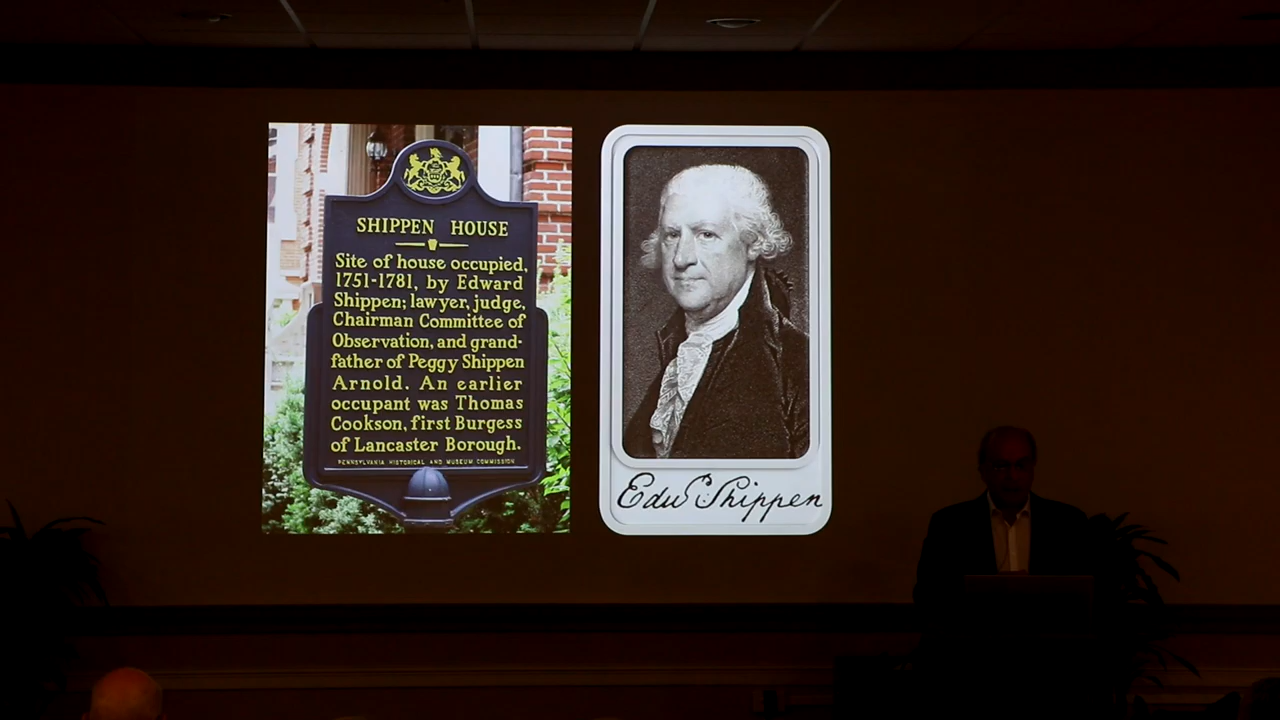 SHIPPEN HOUSE
Site of house occupied,
1751-1781, by Edward
Shippen; lawyer, judge,
Chairman Committee of
Observation, and grand-
father of Peggy Shippen
Arnold. An earlier
occupant was Thomas
Cookson, first Burgess
of Lancaster Borough.
PENNSYLVANIA HISTORICAL AND MUSEUM COMMISSION
Edw Shippen